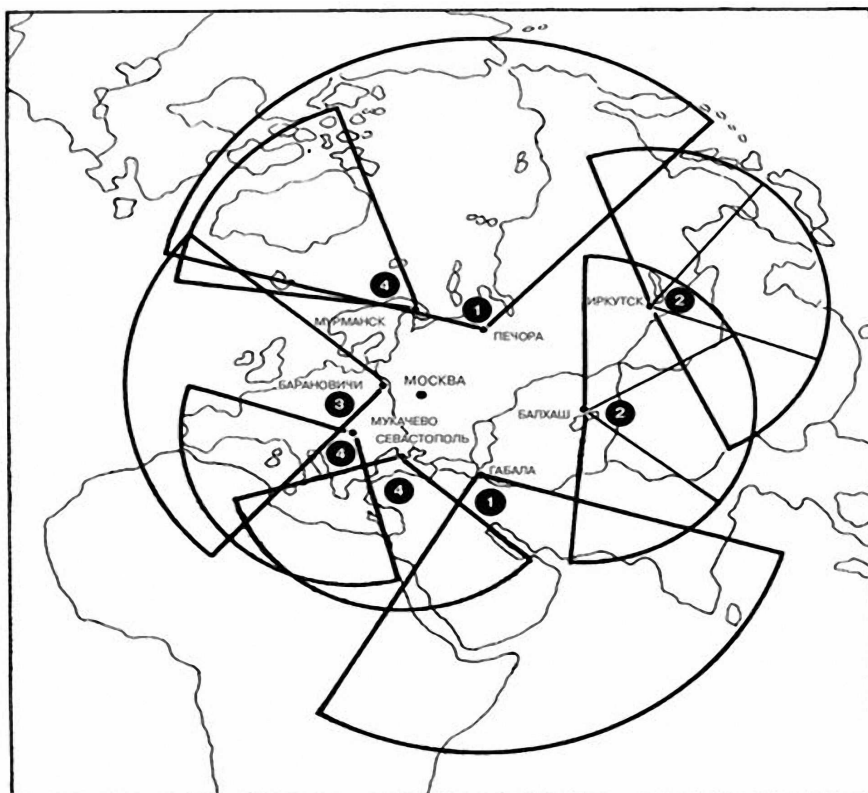 4
МУРМАНСК
1
ПЕЧОРА
ИРКУТСК
2
БАРАНОВИЧИ
МОСКВА
3
МУКАЧЕВО
СЕВАСТОПОЛЬ
4
БАЛХАШ
2
ГАБАЛА
4
1